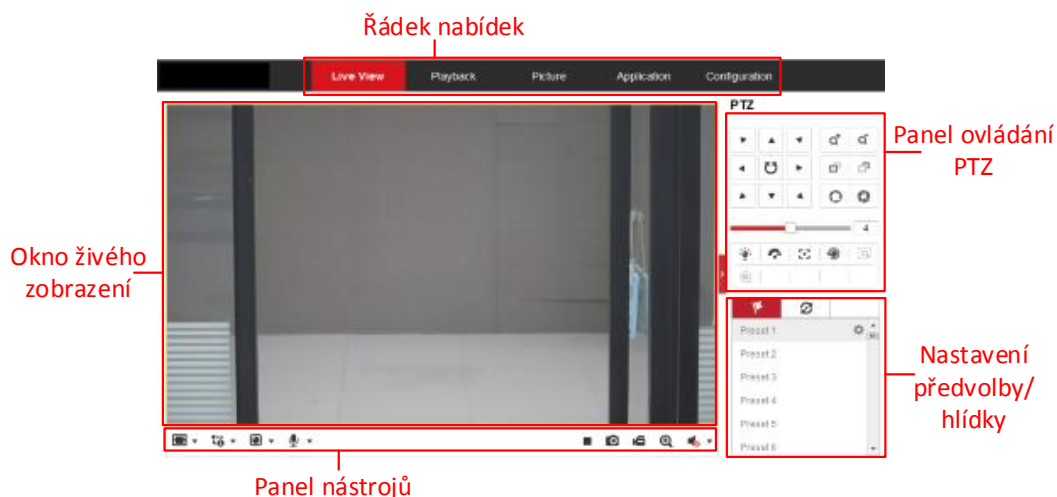 Řádek nabídek
Live View Playback Picture Application Configuration
PTZ
Panel ovládání
PTZ
4
Okno živého
zobrazení
Preset 1
Preset 2
Preset 3
Preset 4
Preset 5
Preset 6
Nastavení
předvolby/
hlídky
Panel nástrojů